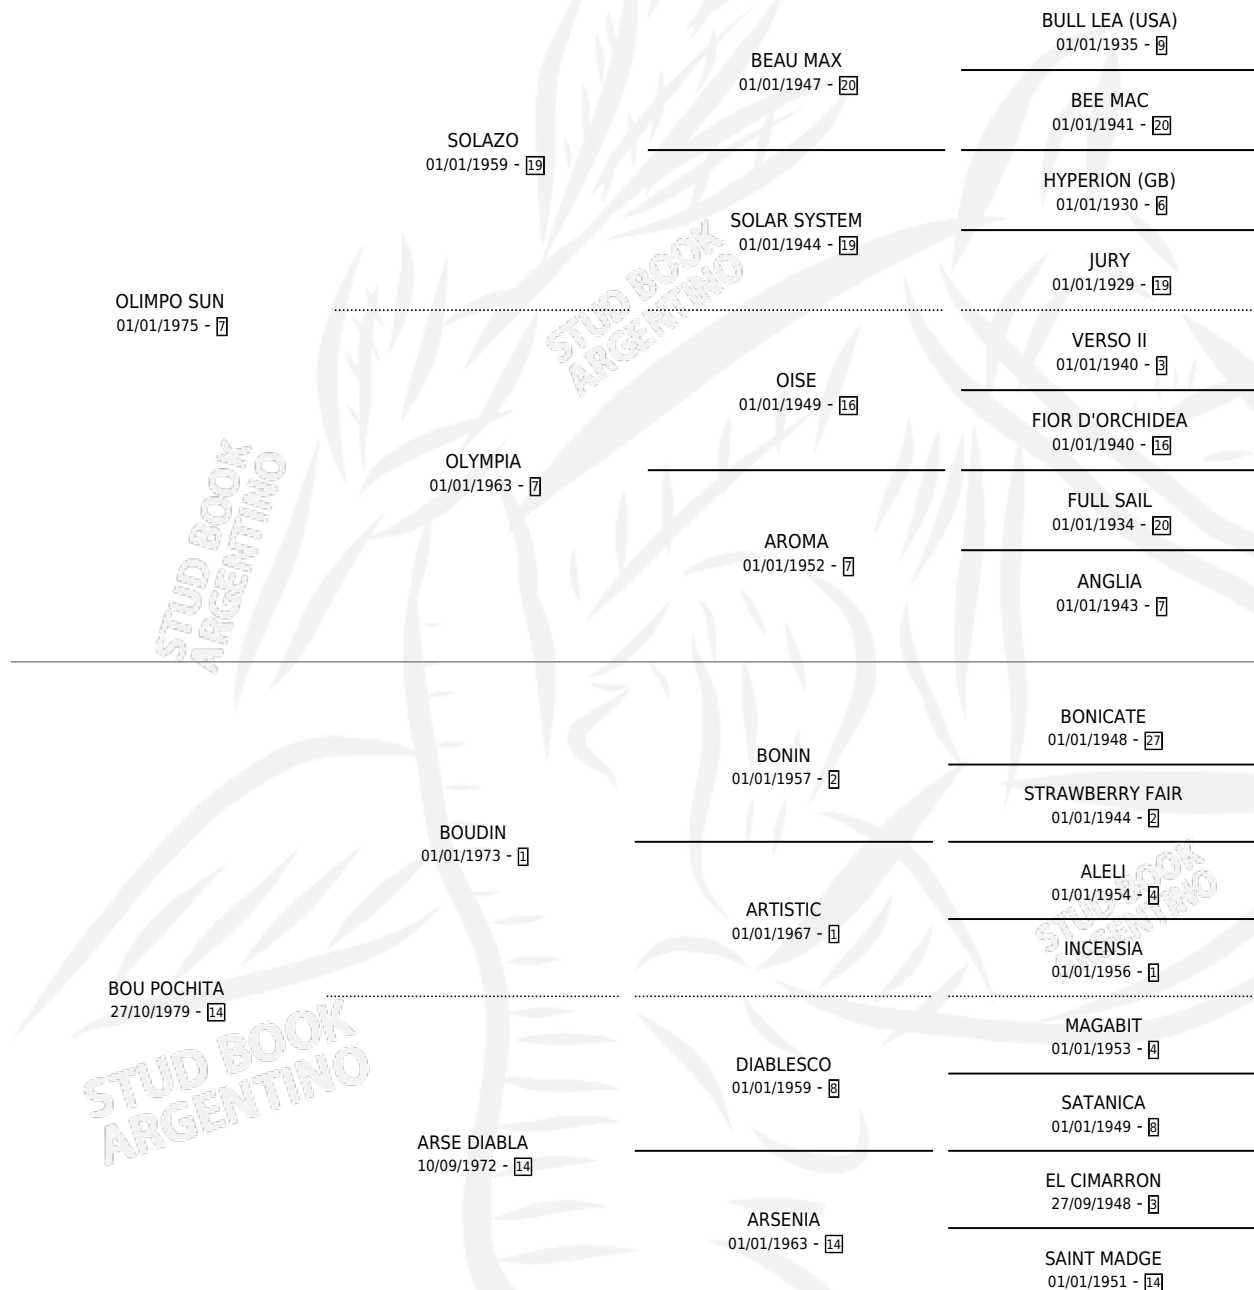 BULL LEA (USA)
01/01/1935 - 9
BEAU MAX
01/01/1947 - 20
BEE MAC
01/01/1941 - 20
SOLAZO
01/01/1959 - 19
HYPERION (GB)
01/01/1930 - 6
SOLAR SYSTEM
01/01/1944 - 19
JURY
01/01/1929 - 19
OLIMPO SUN
01/01/1975 - 7
VERSO II
01/01/1940 - 3
OISE
01/01/1949 - 16
FIOR D'ORCHIDEA
01/01/1940 - 16
OLYMPIA
01/01/1963 - 7
FULL SAIL
01/01/1934 - 20
AROMA
01/01/1952 - 7
ANGLIA
01/01/1943 - 7
STUD BOOK
ARGENTINO
STUD BOOK
ARGENTINO
BONICATE
01/01/1948 - 27
BONIN
01/01/1957 - 2
STRAWBERRY FAIR
01/01/1944 - 2
BOUDIN
01/01/1973 - 1
ALELI
01/01/1954 - 4
ARTISTIC
01/01/1967 - 1
INCENSIA
01/01/1956 - 1
BOU POCHITA
27/10/1979 - 14
MAGABIT
01/01/1953 - 4
DIABLESCO
01/01/1959 - 8
SATANICA
01/01/1949 - 8
ARSE DIABLA
10/09/1972 - 14
EL CIMARRON
27/09/1948 - 3
ARSENIA
01/01/1963 - 14
SAINT MADGE
01/01/1951 - 14
STUD BOOK
ARGENTINO
STUD BOOK
ARGENTINO